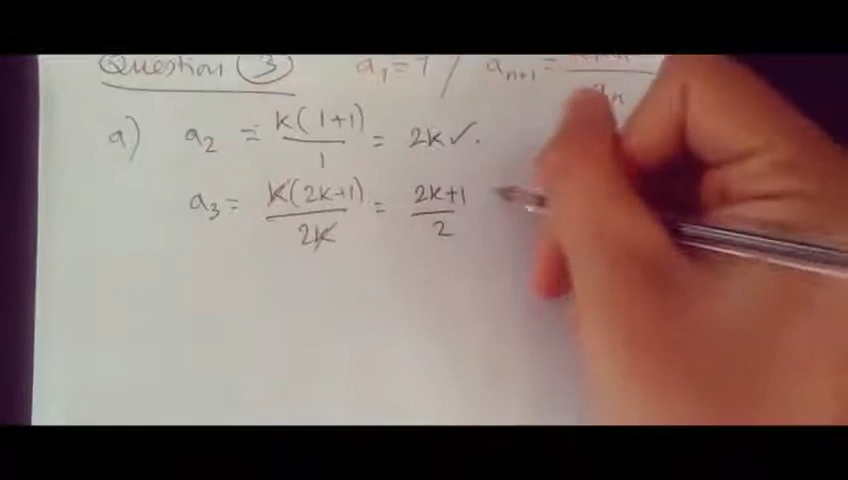 Question (3) a₁=1 / aₙ₊₁ =
a) a₂ = K(1+1)/1 = 2K ✓.
a₃ = K(2K+1)/2K = 2K+1/2